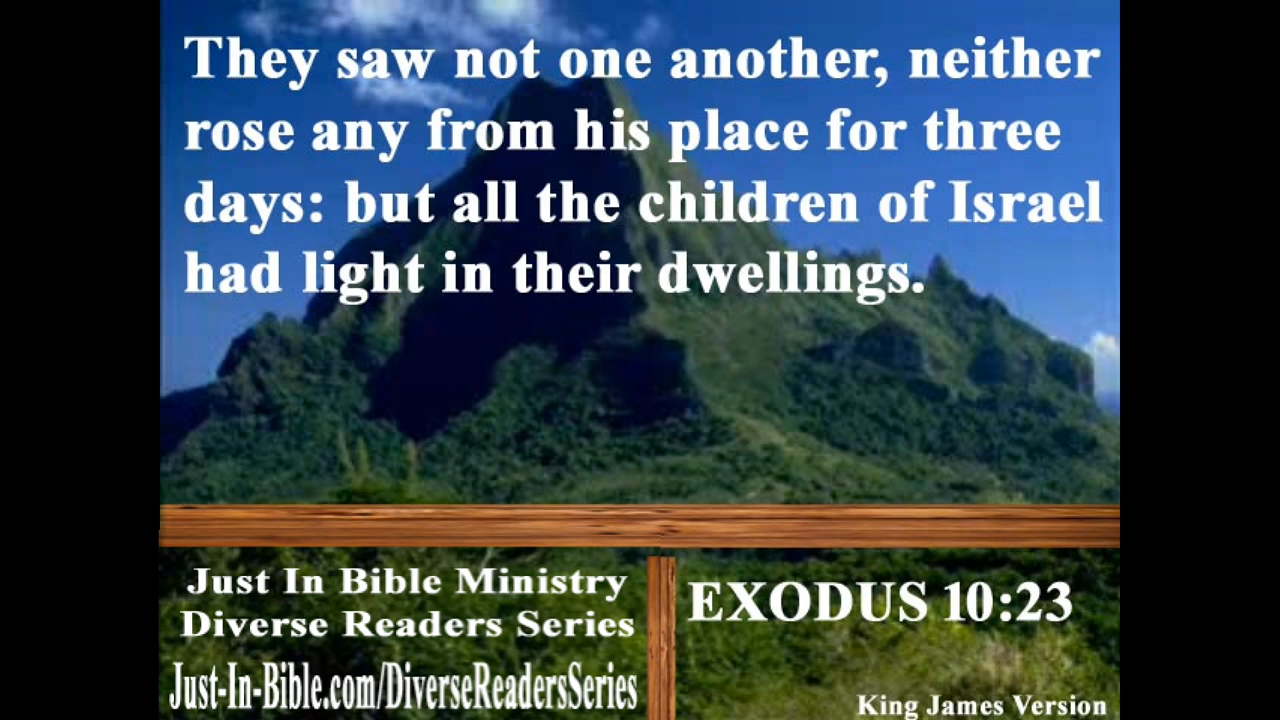 They saw not one another, neither
rose any from his place for three
days: but all the children of Israel
had light in their dwellings.
Just In Bible Ministry
Diverse Readers Series
Just-In-Bible.com/DiverseReadersSeries
EXODUS 10:23
King James Version